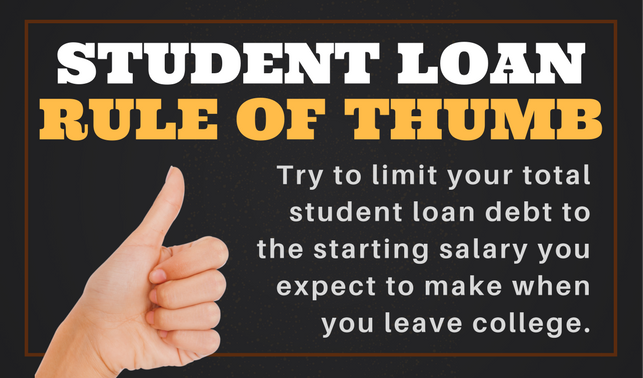 STUDENT LOAN
RULE OF THUMB
Try to limit your total
student loan debt to
the starting salary you
expect to make when
you leave college.